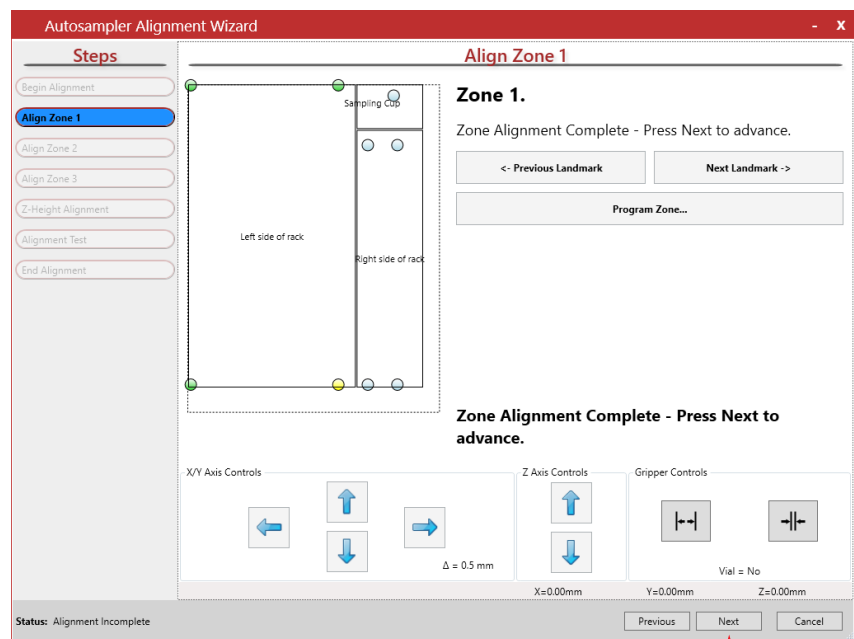 Autosampler Alignment Wizard
- X
Steps
Begin Alignment
Align Zone 1
Align Zone 2
Align Zone 3
Z-Height Alignment
Alignment Test
End Alignment
Align Zone 1
Sampling Cup
Left side of rack
Right side of rack
Zone 1.
Zone Alignment Complete - Press Next to advance.
<- Previous Landmark
Next Landmark ->
Program Zone...
Zone Alignment Complete - Press Next to
advance.
X/Y Axis Controls
Δ = 0.5 mm
Z Axis Controls
Gripper Controls
Vial = No
X=0.00mm Y=0.00mm Z=0.00mm
Status: Alignment Incomplete
Previous
Next
Cancel